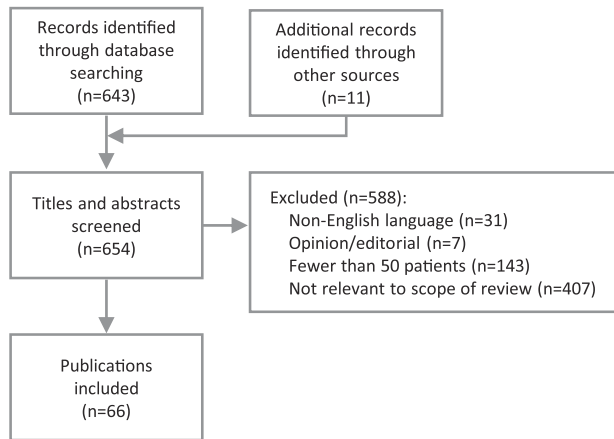 Records identified
through database
searching
(n=643)
Additional records
identified through
other sources
(n=11)
Titles and abstracts
screened
(n=654)
Excluded (n=588):
Non-English language (n=31)
Opinion/editorial (n=7)
Fewer than 50 patients (n=143)
Not relevant to scope of review (n=407)
Publications
included
(n=66)